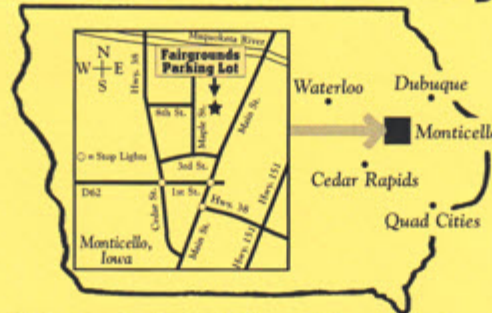 Maquoketa River
Fairgrounds
Parking Lot
N
W E
S
Hwy. 38
8th St.
Maple St.
Main St.
= Stop Lights
3rd St.
D62
1st St.
Cedar St.
Hwy. 38
Hwy. 151
Main St.
Hwy. 151
Monticello,
Iowa
Waterloo
Dubuque
Monticello
Cedar Rapids
Quad Cities